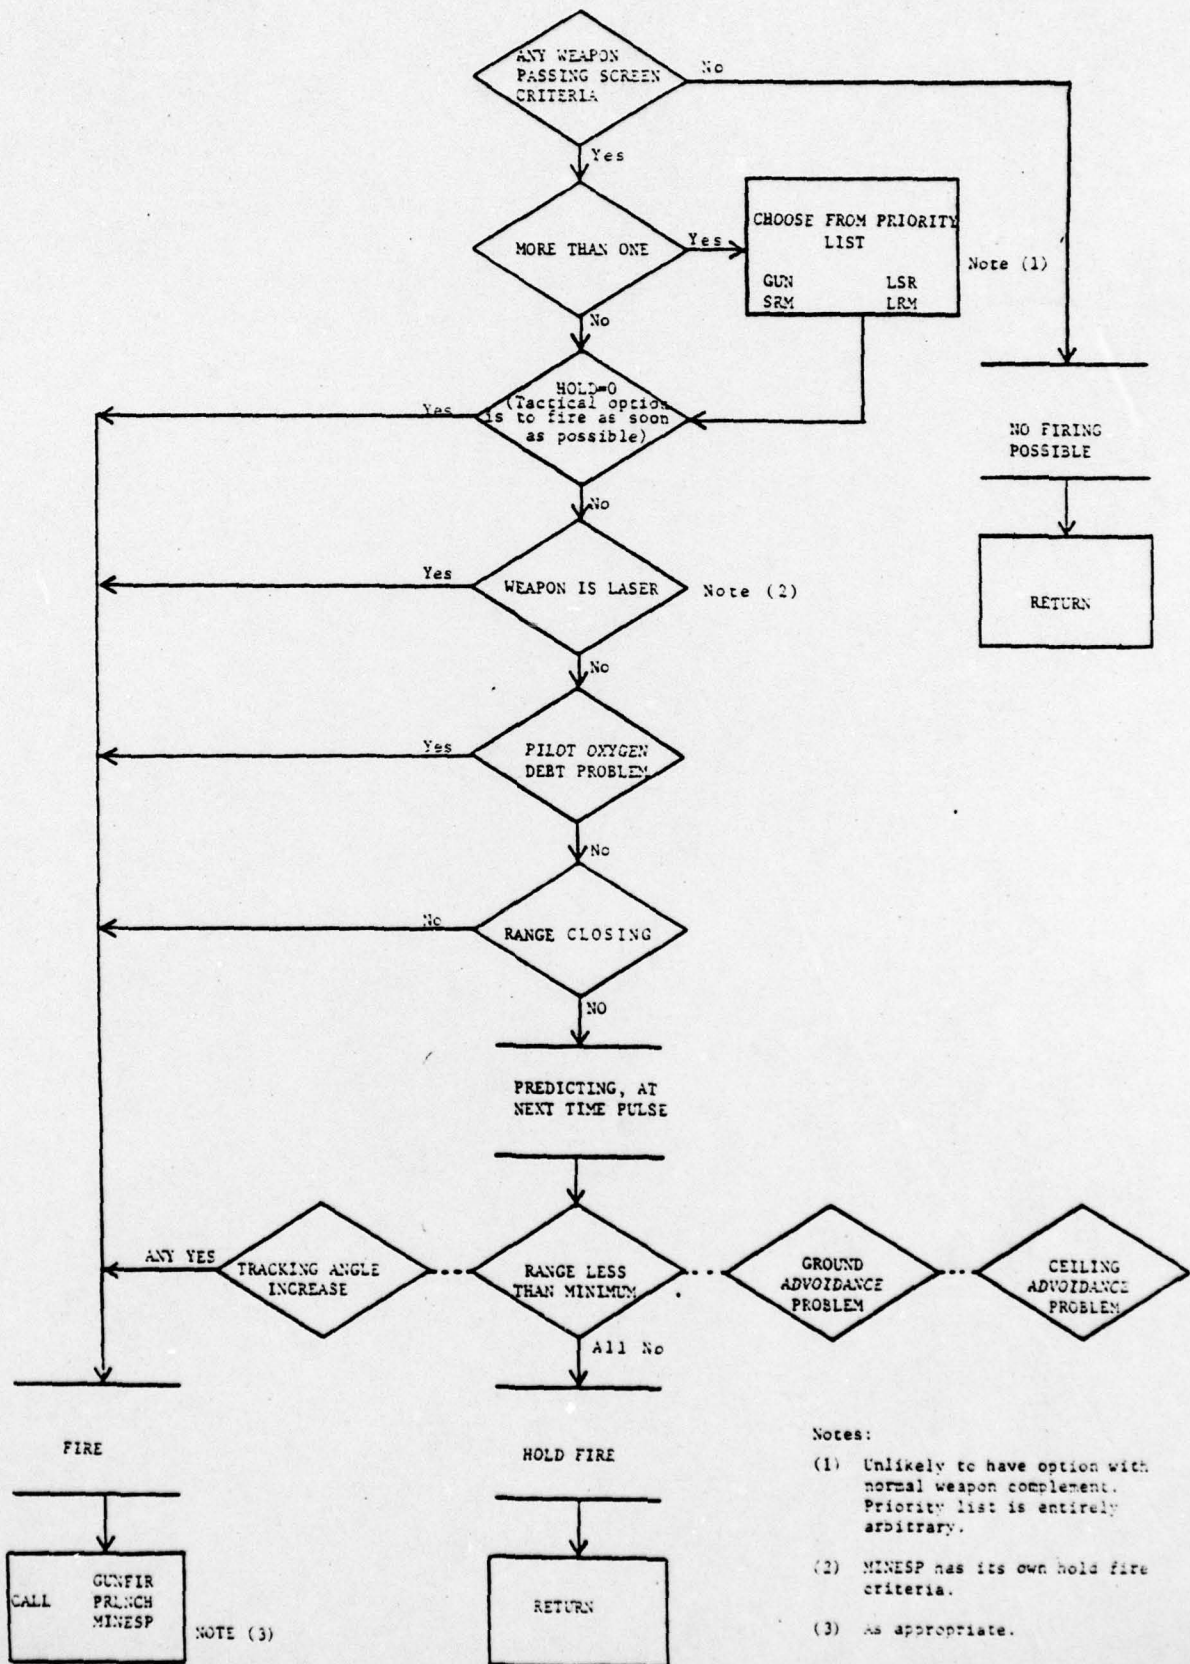 ANY WEAPON
PASSING SCREEN
CRITERIA
No
Yes
MORE THAN ONE
Yes
CHOOSE FROM PRIORITY
LIST
GUN LSR
SRM LRM
Note (1)
No
HOLD=0
(Tactical option
is to fire as soon
as possible)
Yes
NO FIRING
POSSIBLE
No
WEAPON IS LASER
Yes
Note (2)
RETURN
No
PILOT OXYGEN
DEBT PROBLEM
Yes
No
RANGE CLOSING
No
NO
PREDICTING, AT
NEXT TIME PULSE
ANY YES
TRACKING ANGLE
INCREASE
RANGE LESS
THAN MINIMUM
GROUND
ADVOIDANCE
PROBLEM
CEILING
ADVOIDANCE
PROBLEM
All No
FIRE
HOLD FIRE
CALL GUNFIR
PRLNCH
MINESP
NOTE (3)
RETURN
Notes:
(1) Unlikely to have option with
normal weapon complement.
Priority list is entirely
arbitrary.
(2) MINESP has its own hold fire
criteria.
(3) As appropriate.